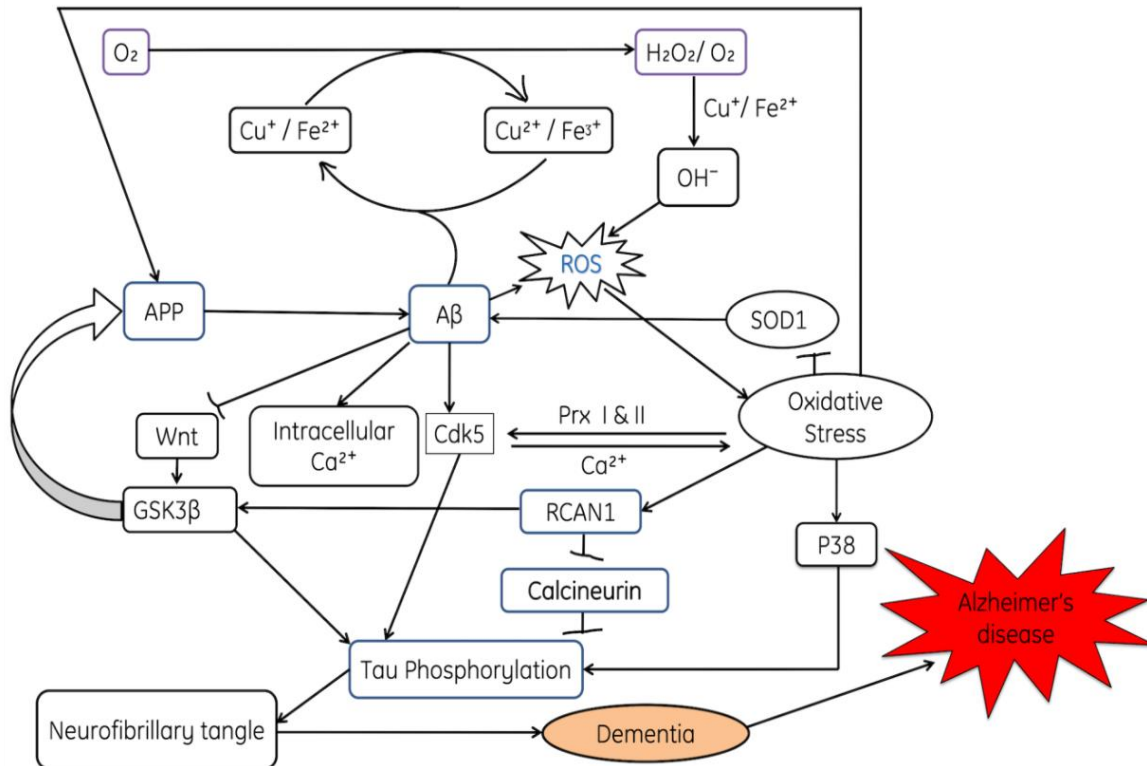 O₂
H₂O₂/ O₂
Cu⁺ / Fe²⁺
Cu²⁺ / Fe³⁺
Cu⁺/ Fe²⁺
OH⁻
ROS
APP
Aβ
SOD1
Oxidative
Stress
Wnt
Intracellular
Ca²⁺
Cdk5
Prx I & II
Ca²⁺
GSK3β
RCAN1
P38
Calcineurin
Alzheimer's
disease
Tau Phosphorylation
Neurofibrillary tangle
Dementia